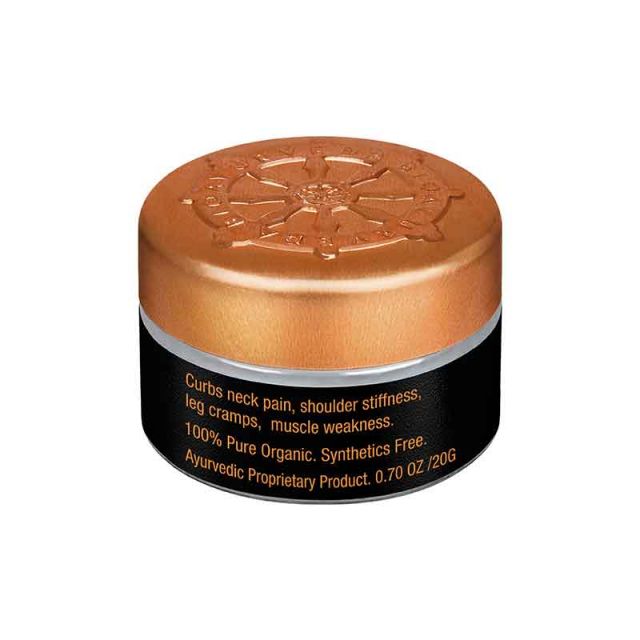 Curbs neck pain, shoulder stiffness,
leg cramps, muscle weakness.
100% Pure Organic. Synthetics Free.
Ayurvedic Proprietary Product. 0.70 OZ /20G